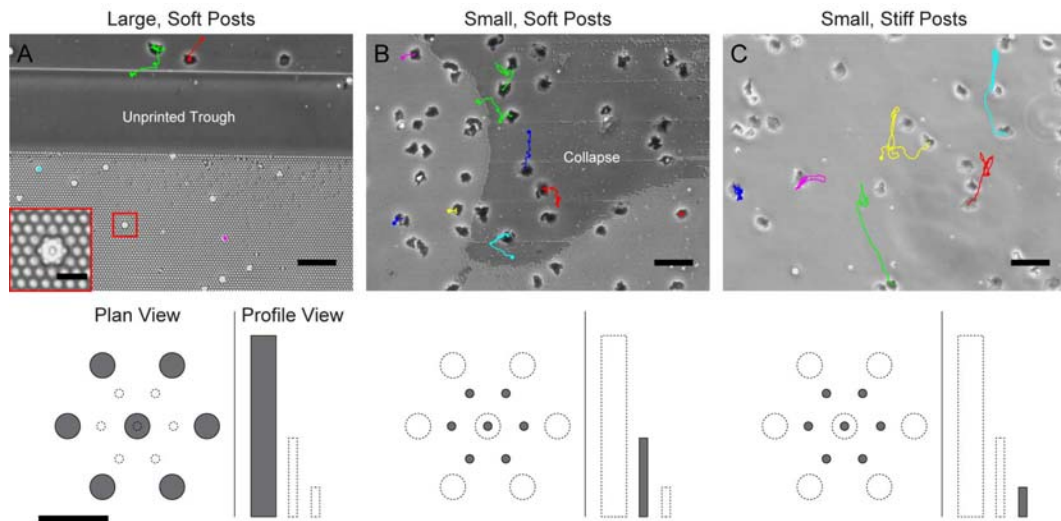 Large, Soft Posts
Small, Soft Posts
Small, Stiff Posts
A
B
C
Unprinted Trough
Collapse
Plan View
Profile View